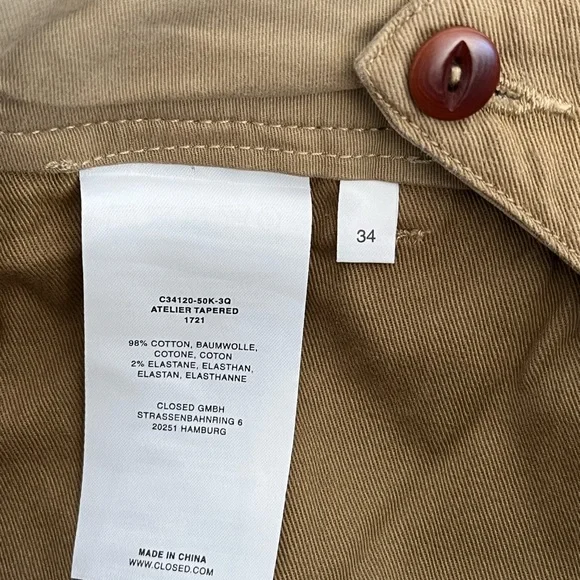 C34120-50K-3Q
ATELIER TAPERED
1721
98% COTTON, BAUMWOLLE,
COTONE, COTON
2% ELASTANE, ELASTHAN,
ELASTAN, ELASTHANNE
CLOSED GMBH
STRASSENBAHNRING 6
20251 HAMBURG
MADE IN CHINA
WWW.CLOSED.COM
34